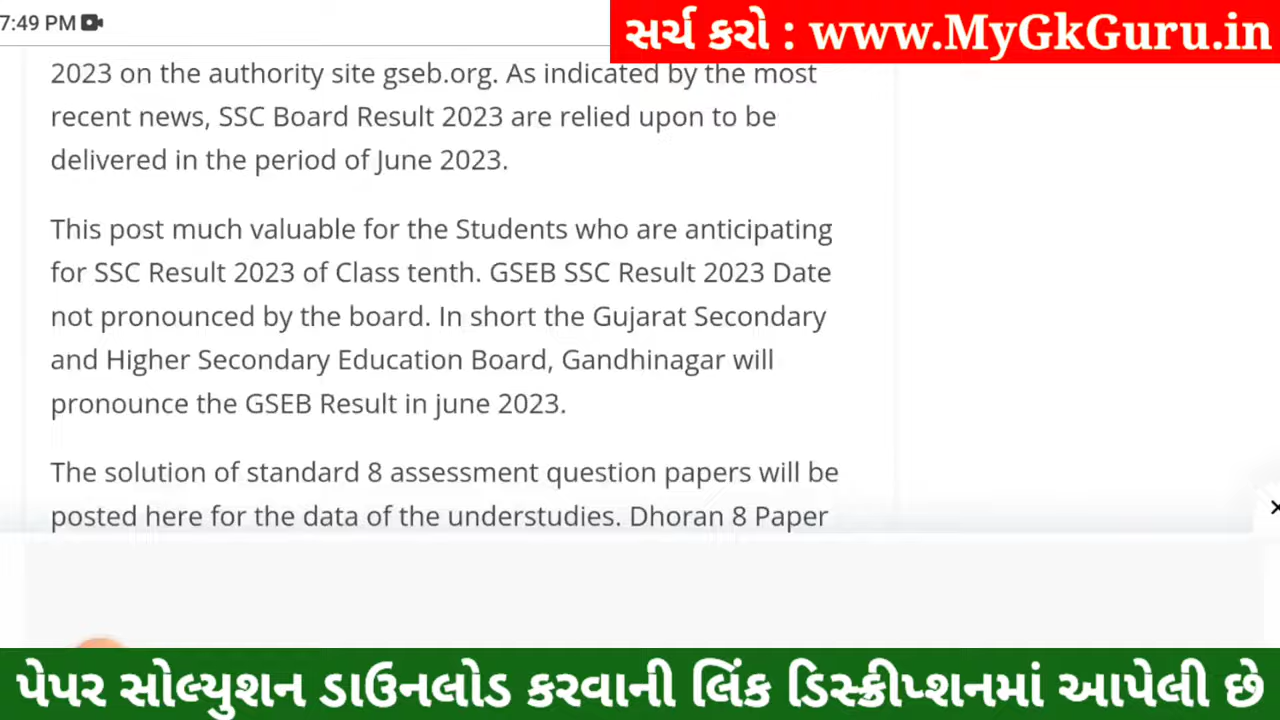 7:49 PM
સર્ચ કરો : www.MyGkGuru.in
2023 on the authority site gseb.org. As indicated by the most
recent news, SSC Board Result 2023 are relied upon to be
delivered in the period of June 2023.
This post much valuable for the Students who are anticipating
for SSC Result 2023 of Class tenth. GSEB SSC Result 2023 Date
not pronounced by the board. In short the Gujarat Secondary
and Higher Secondary Education Board, Gandhinagar will
pronounce the GSEB Result in june 2023.
The solution of standard 8 assessment question papers will be
posted here for the data of the understudies. Dhoran 8 Paper
પેપર સોલ્યુશન ડાઉનલોડ કરવાની લિંક ડિસ્ક્રીપ્શનમાં આપેલી છે